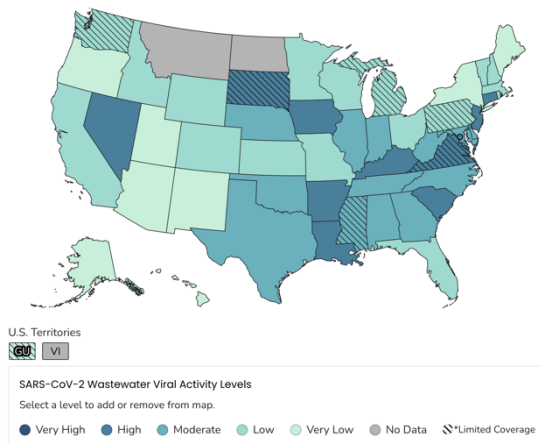 U.S. Territories
GU VI
SARS-CoV-2 Wastewater Viral Activity Levels
Select a level to add or remove from map.
Very High High Moderate Low Very Low No Data *Limited Coverage